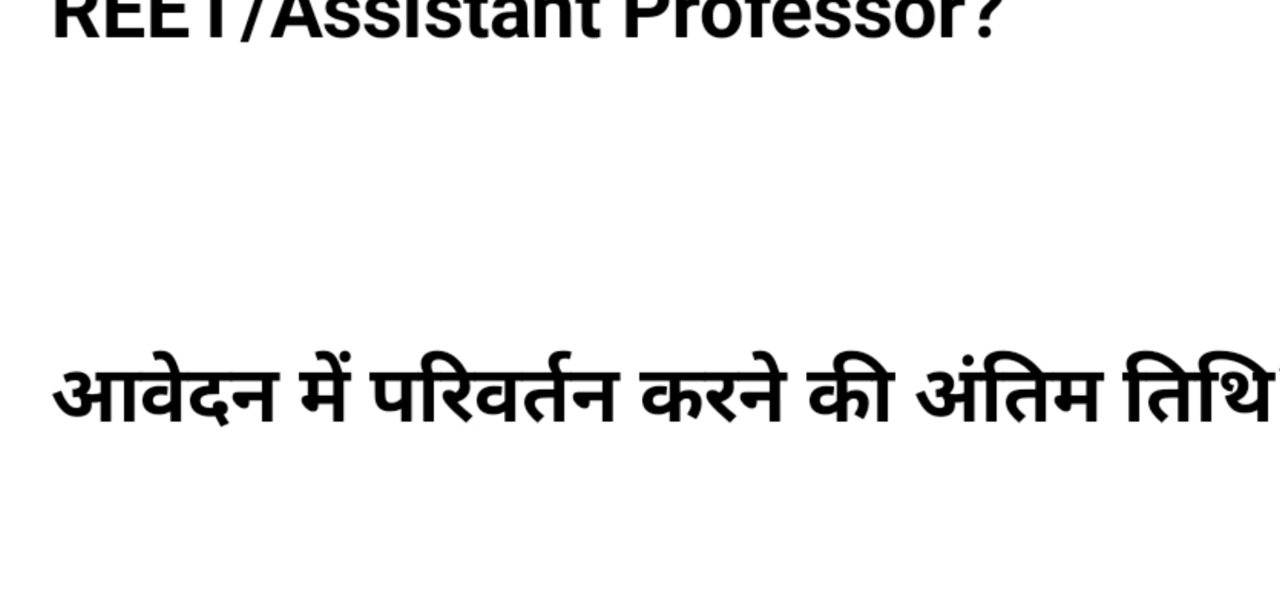 REET/Assistant Professor?
आवेदन में परिवर्तन करने की अंतिम तिथि